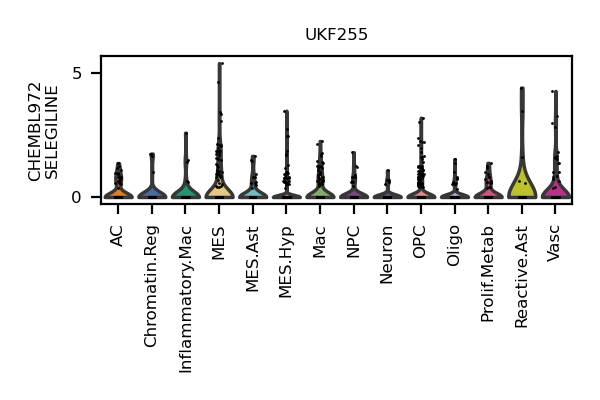 UKF255
CHEMBL972
SELEGILINE
5
0
AC
Chromatin.Reg
Inflammatory.Mac
MES
MES.Ast
MES.Hyp
Mac
NPC
Neuron
OPC
Oligo
Prolif.Metab
Reactive.Ast
Vasc